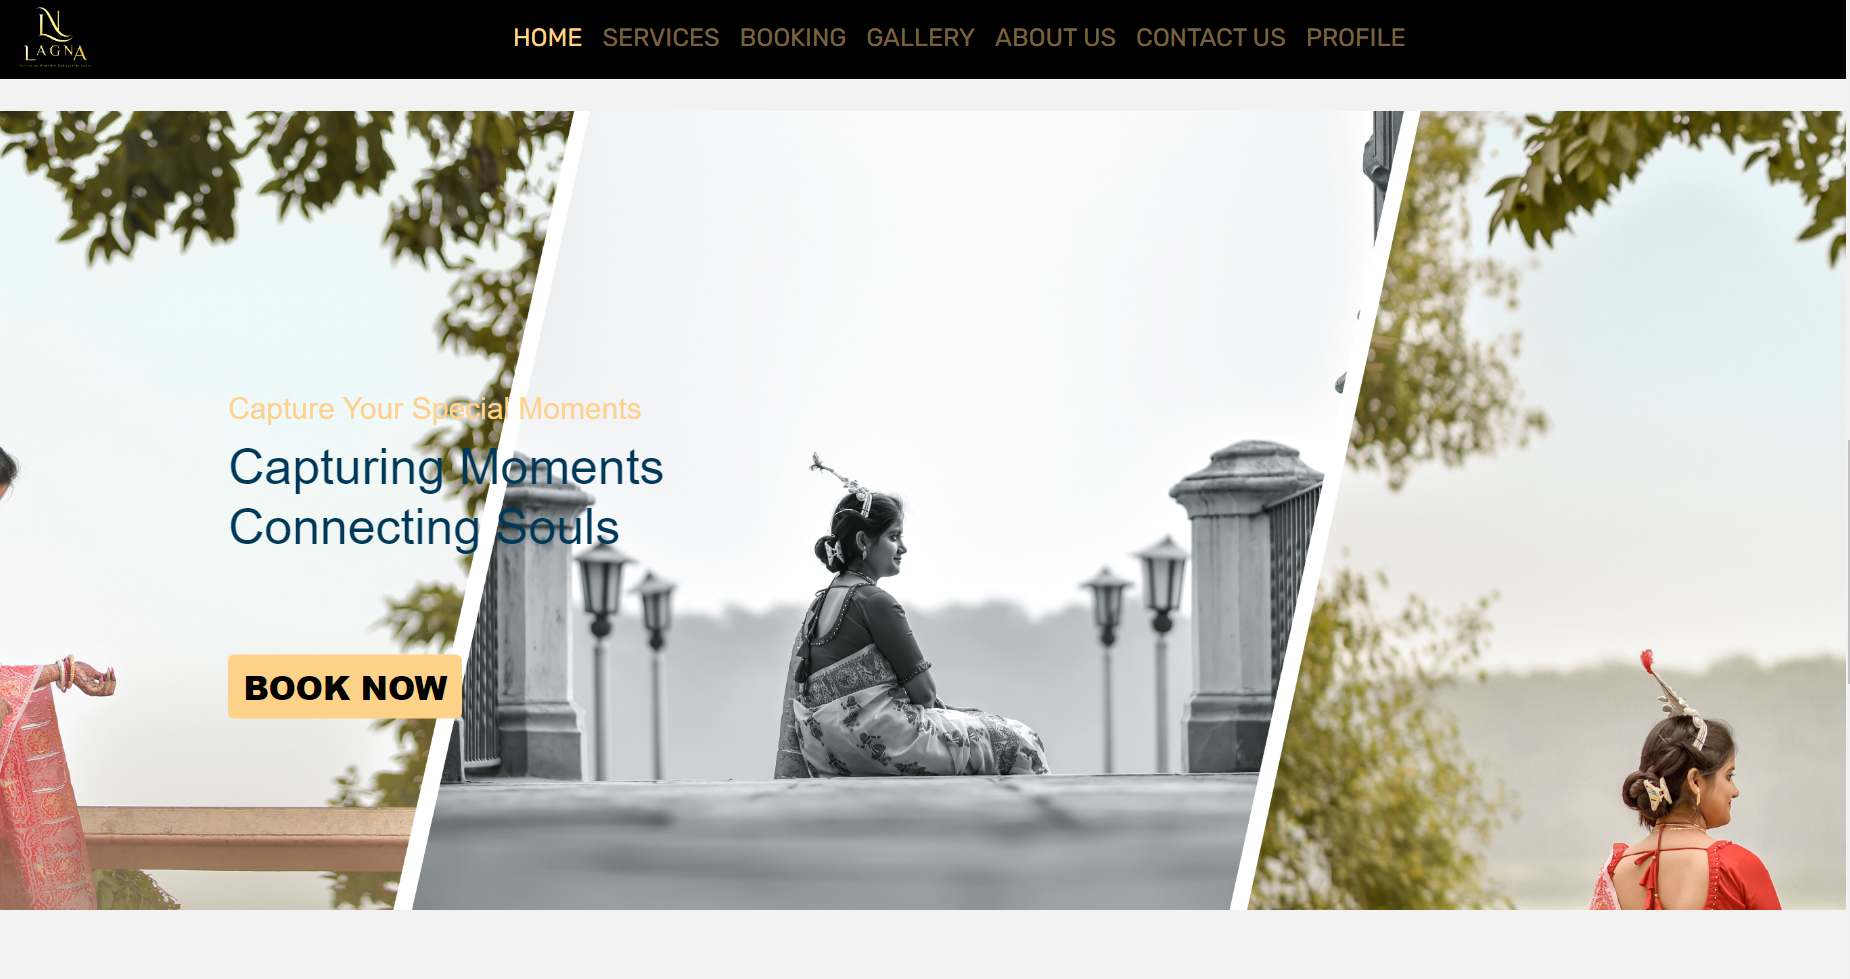 LAGNA
HOME SERVICES BOOKING GALLERY ABOUT US CONTACT US PROFILE
Capture Your Special Moments
Capturing Moments
Connecting Souls
BOOK NOW